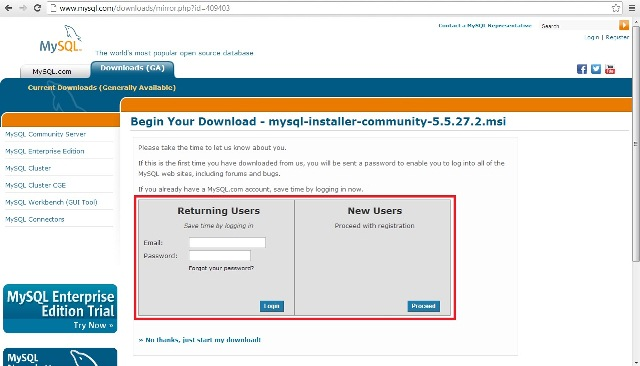 www.mysql.com/downloads/mirror.php?id=409403
Contact a MySQL Representative
Search
Login | Register
MySQL
The world's most popular open source database
MySQL.com
Downloads (GA)
Current Downloads (Generally Available)
MySQL Community Server
MySQL Enterprise Edition
MySQL Cluster
MySQL Cluster CGE
MySQL Workbench (GUI Tool)
MySQL Connectors
MySQL Enterprise
Edition Trial
Try Now »
MySQL
Begin Your Download - mysql-installer-community-5.5.27.2.msi
Please take the time to let us know about you.
If this is the first time you have downloaded from us, you will be sent a password to enable you to log into all of the
MySQL web sites, including forums and bugs.
If you already have a MySQL.com account, save time by logging in now.
Returning Users
Save time by logging in
Email:
Password:
Forgot your password?
Login
New Users
Proceed with registration
Proceed
» No thanks, just start my download!